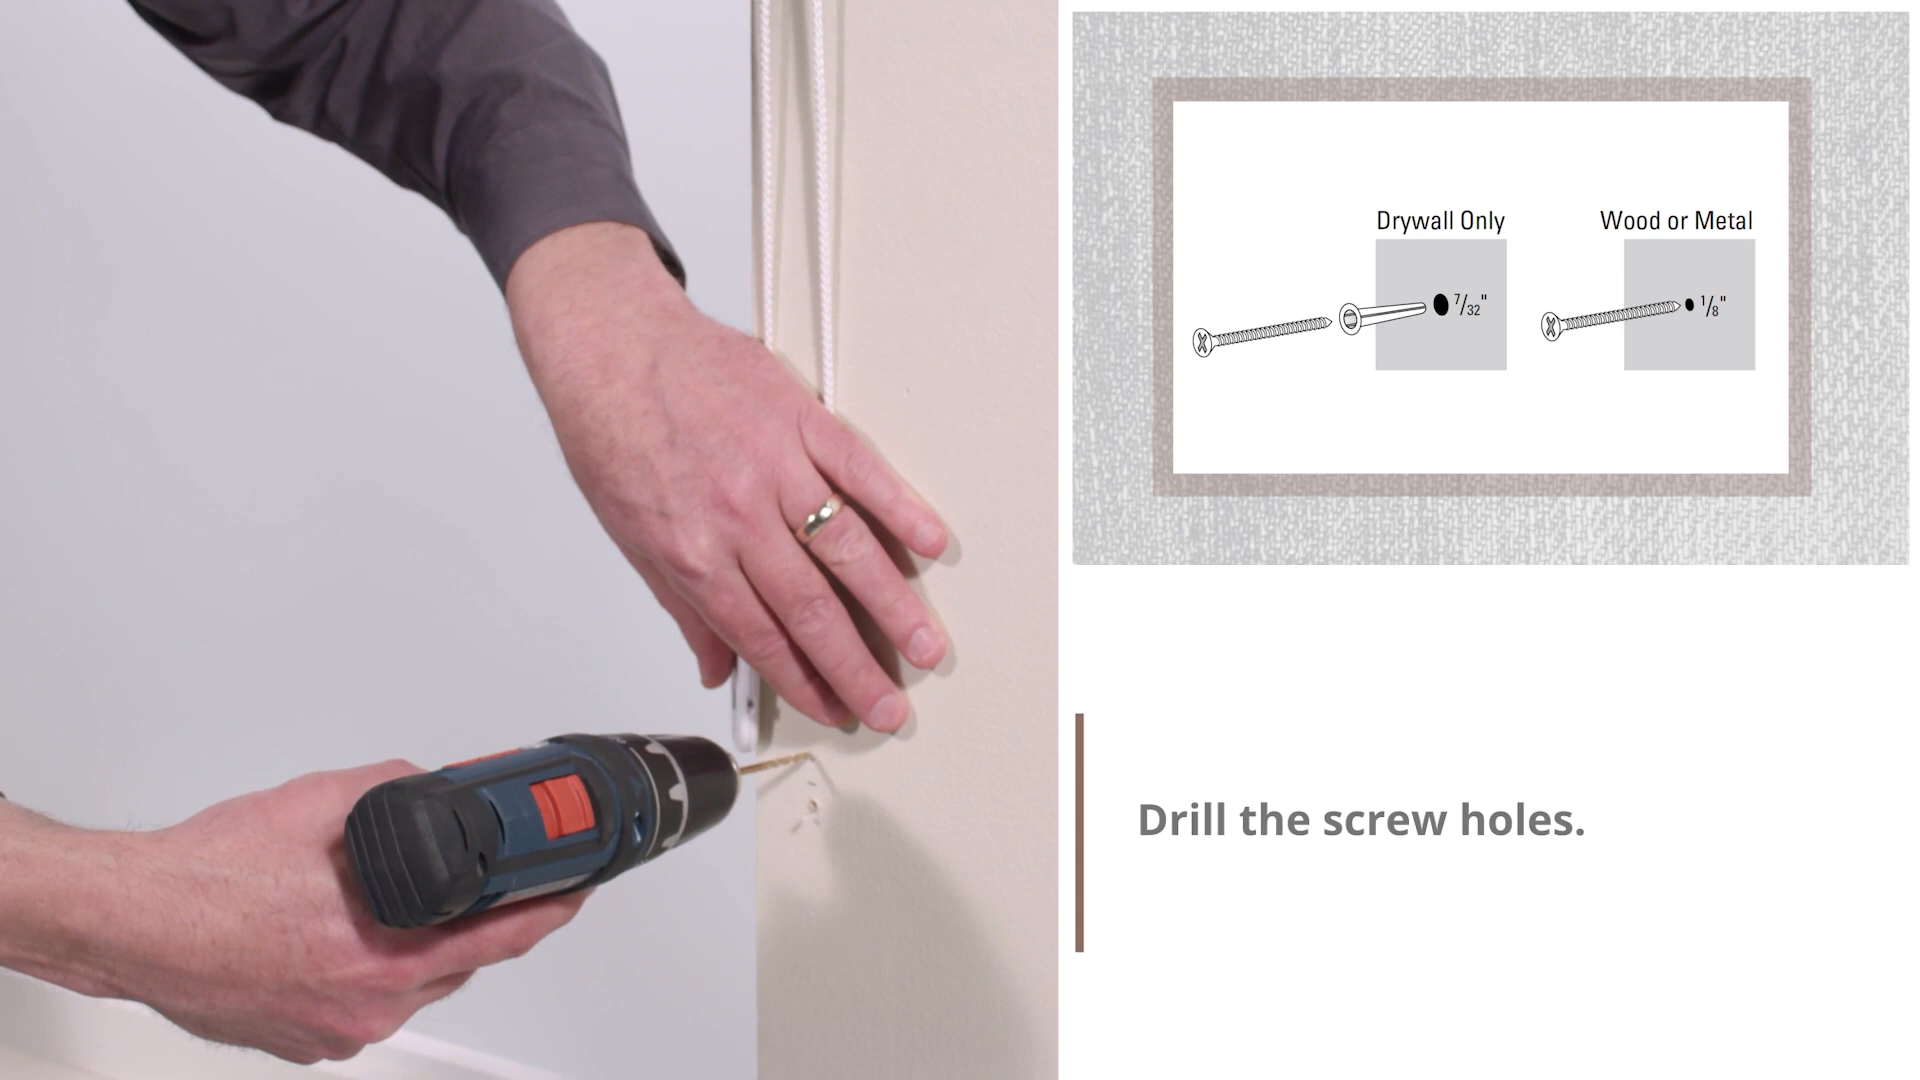 Drywall Only
Wood or Metal
7/32"
1/8"
Drill the screw holes.